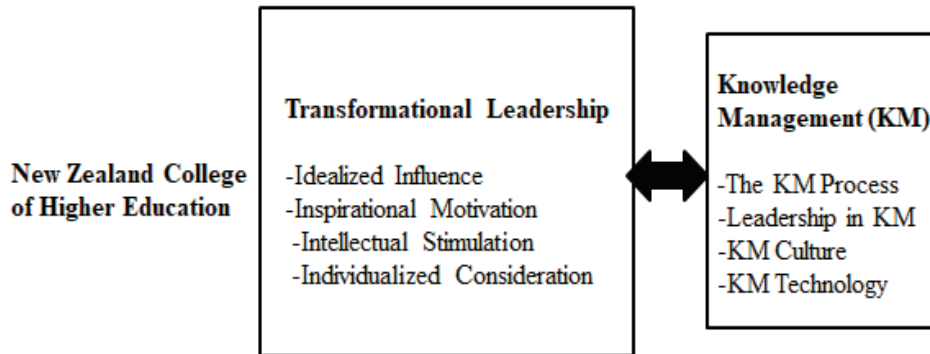 New Zealand College
of Higher Education
Transformational Leadership
-Idealized Influence
-Inspirational Motivation
-Intellectual Stimulation
-Individualized Consideration
Knowledge
Management (KM)
-The KM Process
-Leadership in KM
-KM Culture
-KM Technology